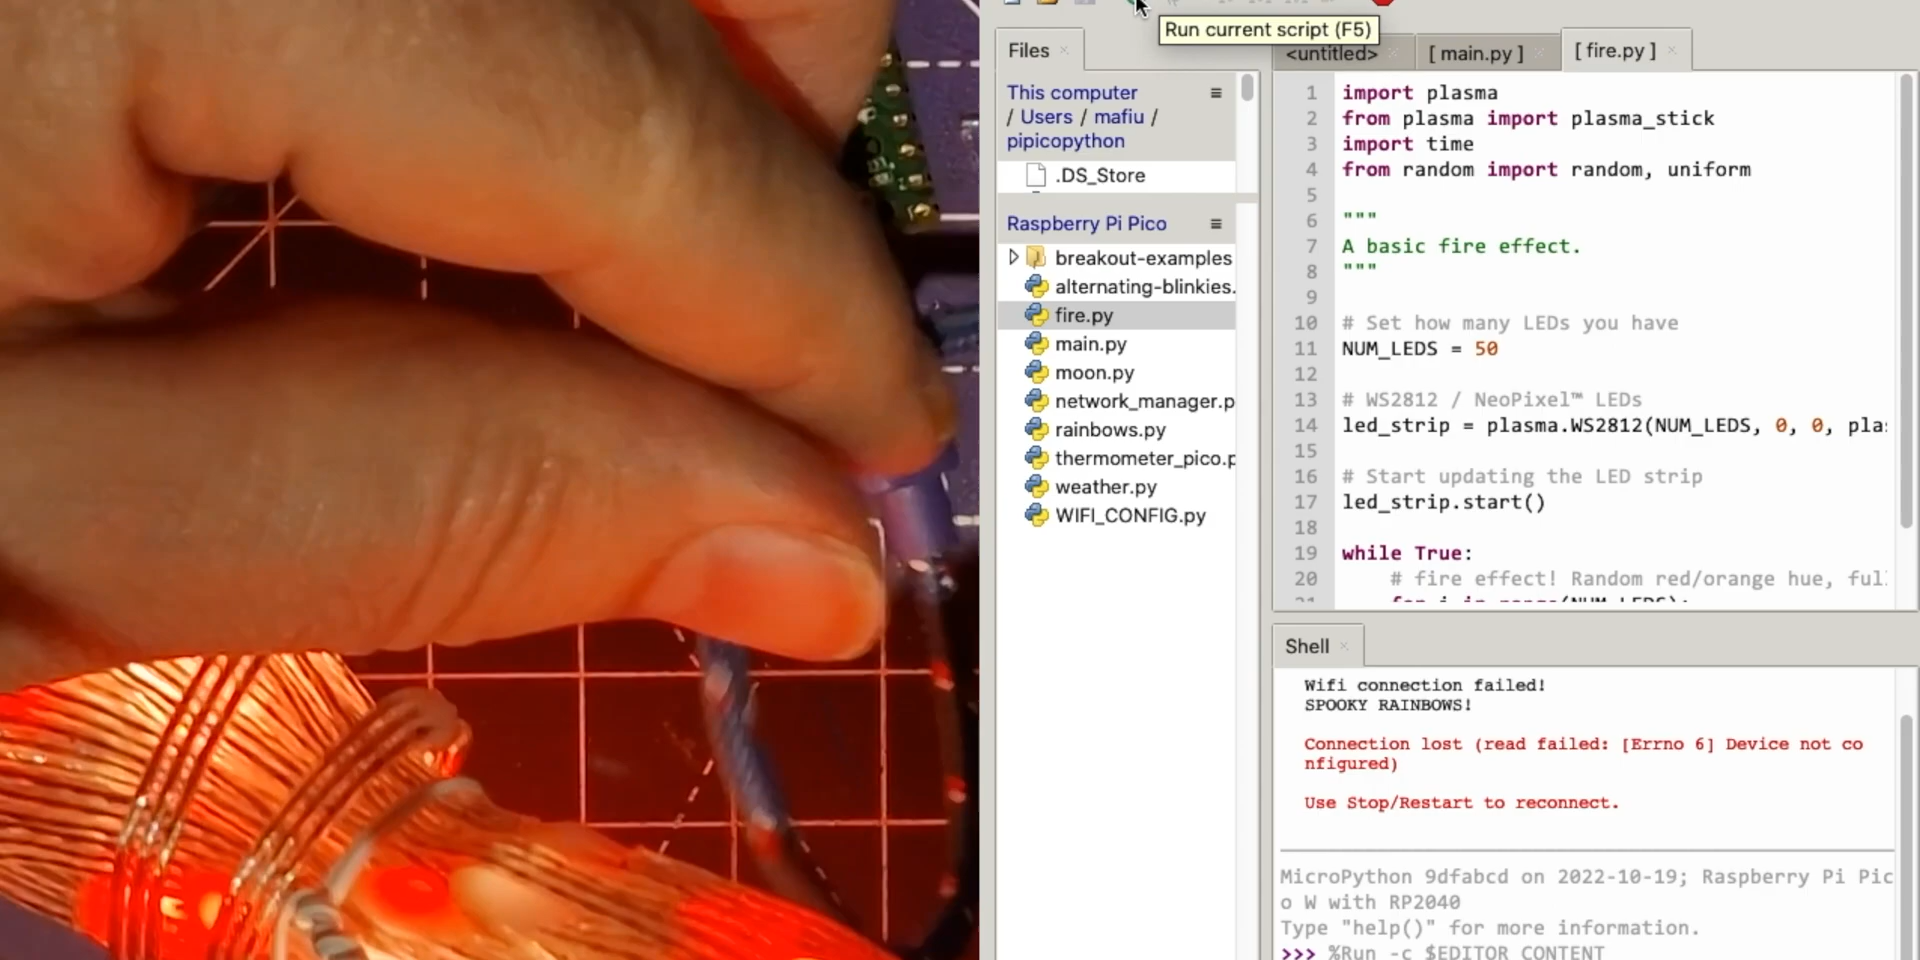 Run current script (F5)
Files
This computer
/ Users / mafiu /
pipicopython
.DS_Store
Raspberry Pi Pico
breakout-examples
alternating-blinkies.
fire.py
main.py
moon.py
network_manager.p
rainbows.py
thermometer_pico.p
weather.py
WIFI_CONFIG.py
<untitled>
[ main.py ]
[ fire.py ]
1 import plasma
2 from plasma import plasma_stick
3 import time
4 from random import random, uniform
5
6 """
7 A basic fire effect.
8 """
9
10 # Set how many LEDs you have
11 NUM_LEDS = 50
12
13 # WS2812 / NeoPixel™ LEDs
14 led_strip = plasma.WS2812(NUM_LEDS, 0, 0, plas
15
16 # Start updating the LED strip
17 led_strip.start()
18
19 while True:
20 # fire effect! Random red/orange hue, full
21 for i in range(NUM_LEDS):
Shell
Wifi connection failed!
SPOOKY RAINBOWS!
Connection lost (read failed: [Errno 6] Device not co
nfigured)
Use Stop/Restart to reconnect.
MicroPython 9dfabcd on 2022-10-19; Raspberry Pi Pic
o W with RP2040
Type "help()" for more information.
>>> %Run -c $EDITOR_CONTENT